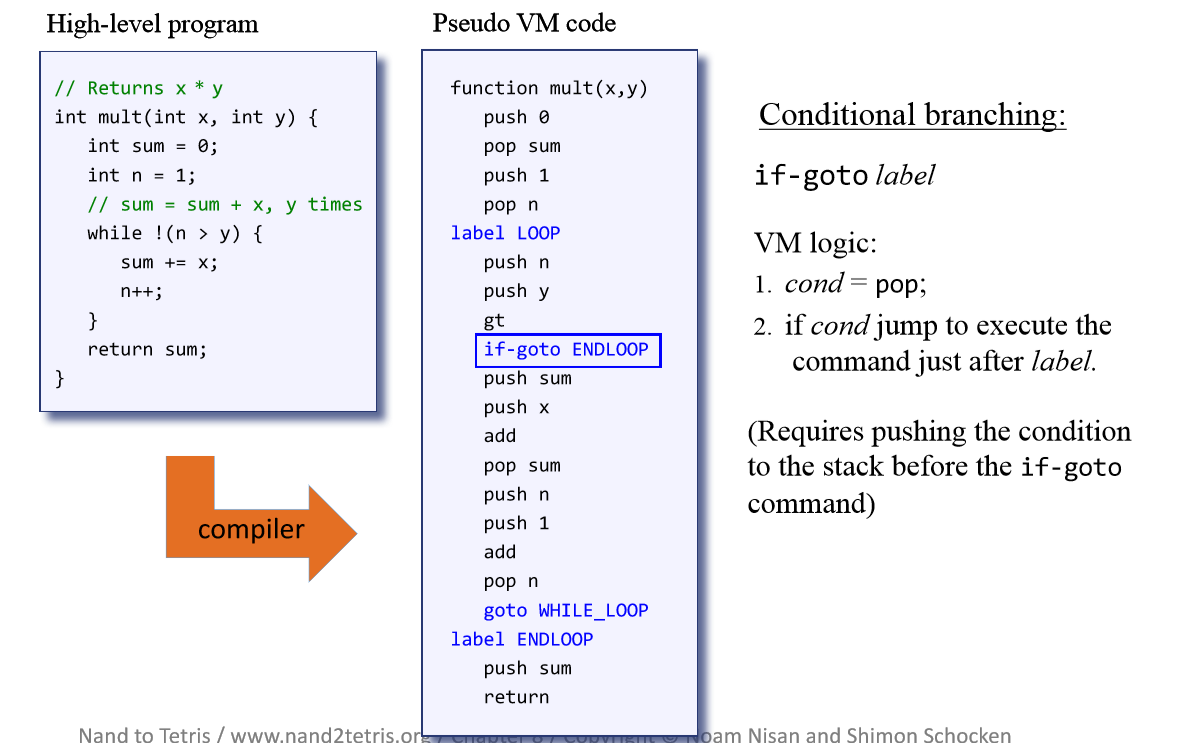 High-level program
// Returns x * y
int mult(int x, int y) {
int sum = 0;
int n = 1;
// sum = sum + x, y times
while !(n > y) {
sum += x;
n++;
}
return sum;
}
compiler
Pseudo VM code
function mult(x,y)
push 0
pop sum
push 1
pop n
label LOOP
push n
push y
gt
if-goto ENDLOOP
push sum
push x
add
pop sum
push n
push 1
add
pop n
goto WHILE_LOOP
label ENDLOOP
push sum
return
Conditional branching:
if-goto label
VM logic:
1. cond = pop;
2. if cond jump to execute the
command just after label.
(Requires pushing the condition
to the stack before the if-goto
command)
Nand to Tetris / www.nand2tetris.org / Chapter 8 / Copyright © Noam Nisan and Shimon Schocken